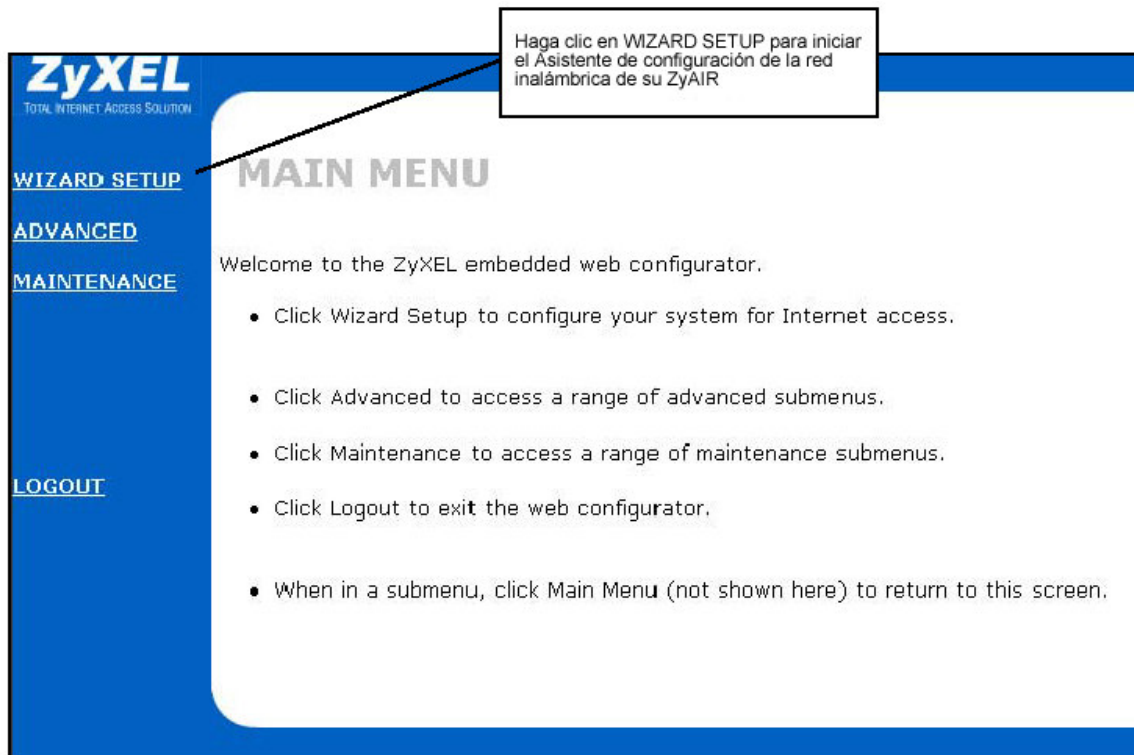 Haga clic en WIZARD SETUP para iniciar
el Asistente de configuración de la red
inalámbrica de su ZyAIR
ZyXEL
TOTAL INTERNET ACCESS SOLUTION
WIZARD SETUP
ADVANCED
MAINTENANCE
LOGOUT
MAIN MENU
Welcome to the ZyXEL embedded web configurator.
• Click Wizard Setup to configure your system for Internet access.
• Click Advanced to access a range of advanced submenus.
• Click Maintenance to access a range of maintenance submenus.
• Click Logout to exit the web configurator.
• When in a submenu, click Main Menu (not shown here) to return to this screen.